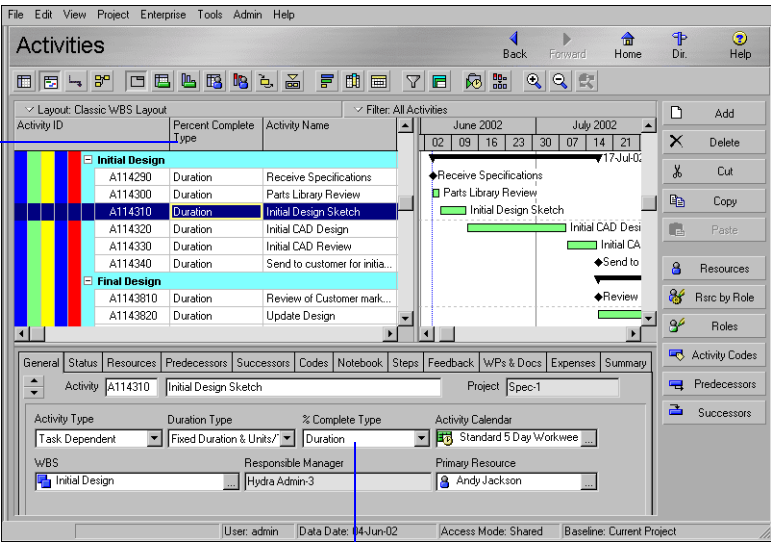 File Edit View Project Enterprise Tools Admin Help
Activities
Back Forward Home Dir. Help
Layout: Classic WBS Layout Filter: All Activities
Activity ID Percent Complete Type Activity Name
June 2002 July 2002
02 09 16 23 30 07 14 21
Initial Design 17-Jul-02
A114290 Duration Receive Specifications Receive Specifications
A114300 Duration Parts Library Review Parts Library Review
A114310 Duration Initial Design Sketch Initial Design Sketch
A114320 Duration Initial CAD Design Initial CAD Desi
A114330 Duration Initial CAD Review Initial CA
A114340 Duration Send to customer for initia... Send to
Final Design
A1143810 Duration Review of Customer mark... Review
A1143820 Duration Update Design
Add
Delete
Cut
Copy
Paste
Resources
Rsrc by Role
Roles
Activity Codes
Predecessors
Successors
General Status Resources Predecessors Successors Codes Notebook Steps Feedback WPs & Docs Expenses Summary
Activity A114310 Initial Design Sketch Project Spec-1
Activity Type Duration Type % Complete Type Activity Calendar
Task Dependent Fixed Duration & Units/ Duration Standard 5 Day Workwee ...
WBS Responsible Manager Primary Resource
Initial Design ... Hydra Admin-3 Andy Jackson ...
User: admin Data Date: 04-Jun-02 Access Mode: Shared Baseline: Current Project